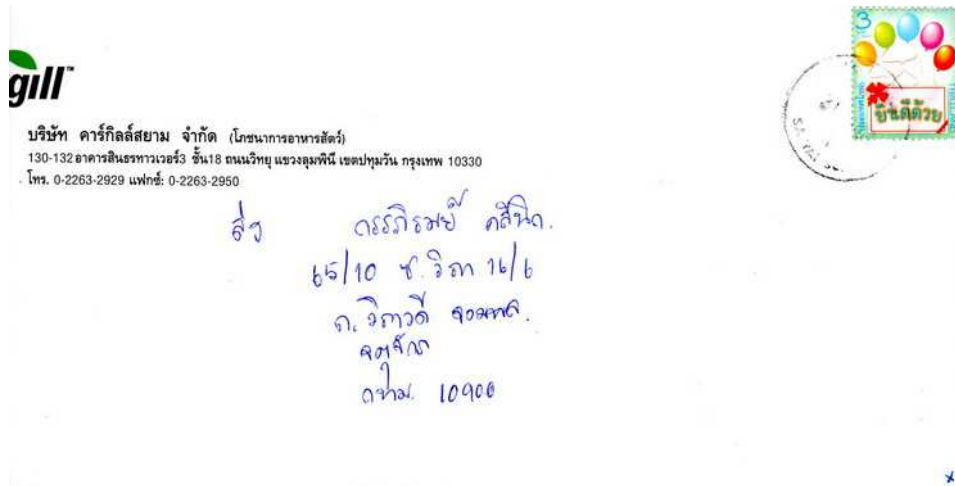 gill™
บริษัท คาร์กิลล์สยาม จำกัด (โภชนาการอาหารสัตว์)
130-132 อาคารสินธรทาวเวอร์3 ชั้น18 ถนนวิทยุ แขวงลุมพินี เขตปทุมวัน กรุงเทพ 10330
โทร. 0-2263-2929 แฟกซ์: 0-2263-2950
3
ยินดีด้วย
ส่ง กรรภิรมย์ คลีนิก.
65/10 ซ. วิภา 16/6
ถ. วิภาวดี จอมพล.
จตุจักร
กทม. 10900